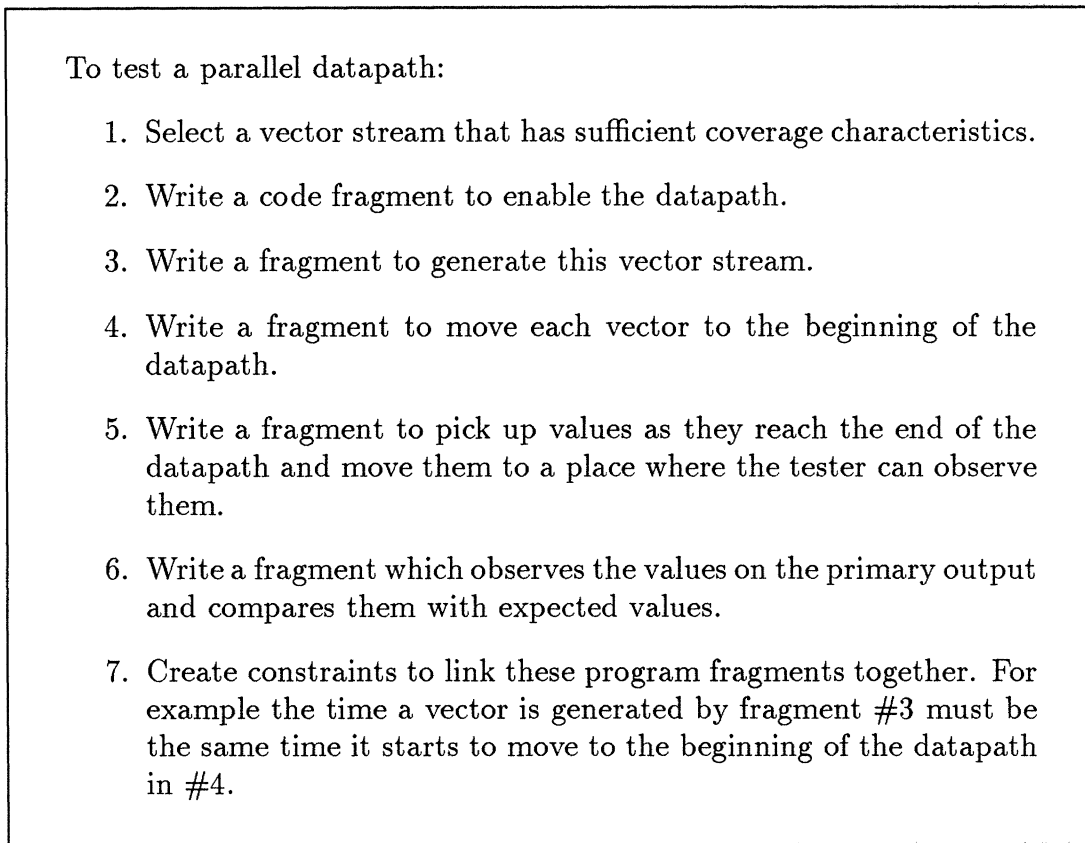 To test a parallel datapath:
1. Select a vector stream that has sufficient coverage characteristics.
2. Write a code fragment to enable the datapath.
3. Write a fragment to generate this vector stream.
4. Write a fragment to move each vector to the beginning of the
datapath.
5. Write a fragment to pick up values as they reach the end of the
datapath and move them to a place where the tester can observe
them.
6. Write a fragment which observes the values on the primary output
and compares them with expected values.
7. Create constraints to link these program fragments together. For
example the time a vector is generated by fragment #3 must be
the same time it starts to move to the beginning of the datapath
in #4.